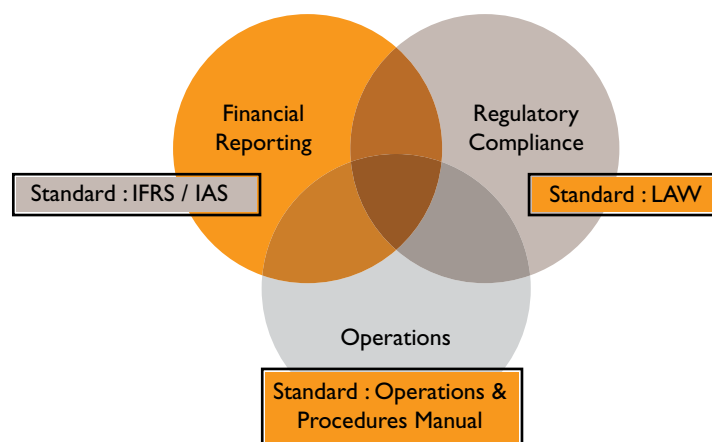 Financial
Reporting
Regulatory
Compliance
Standard : IFRS / IAS
Standard : LAW
Operations
Standard : Operations &
Procedures Manual